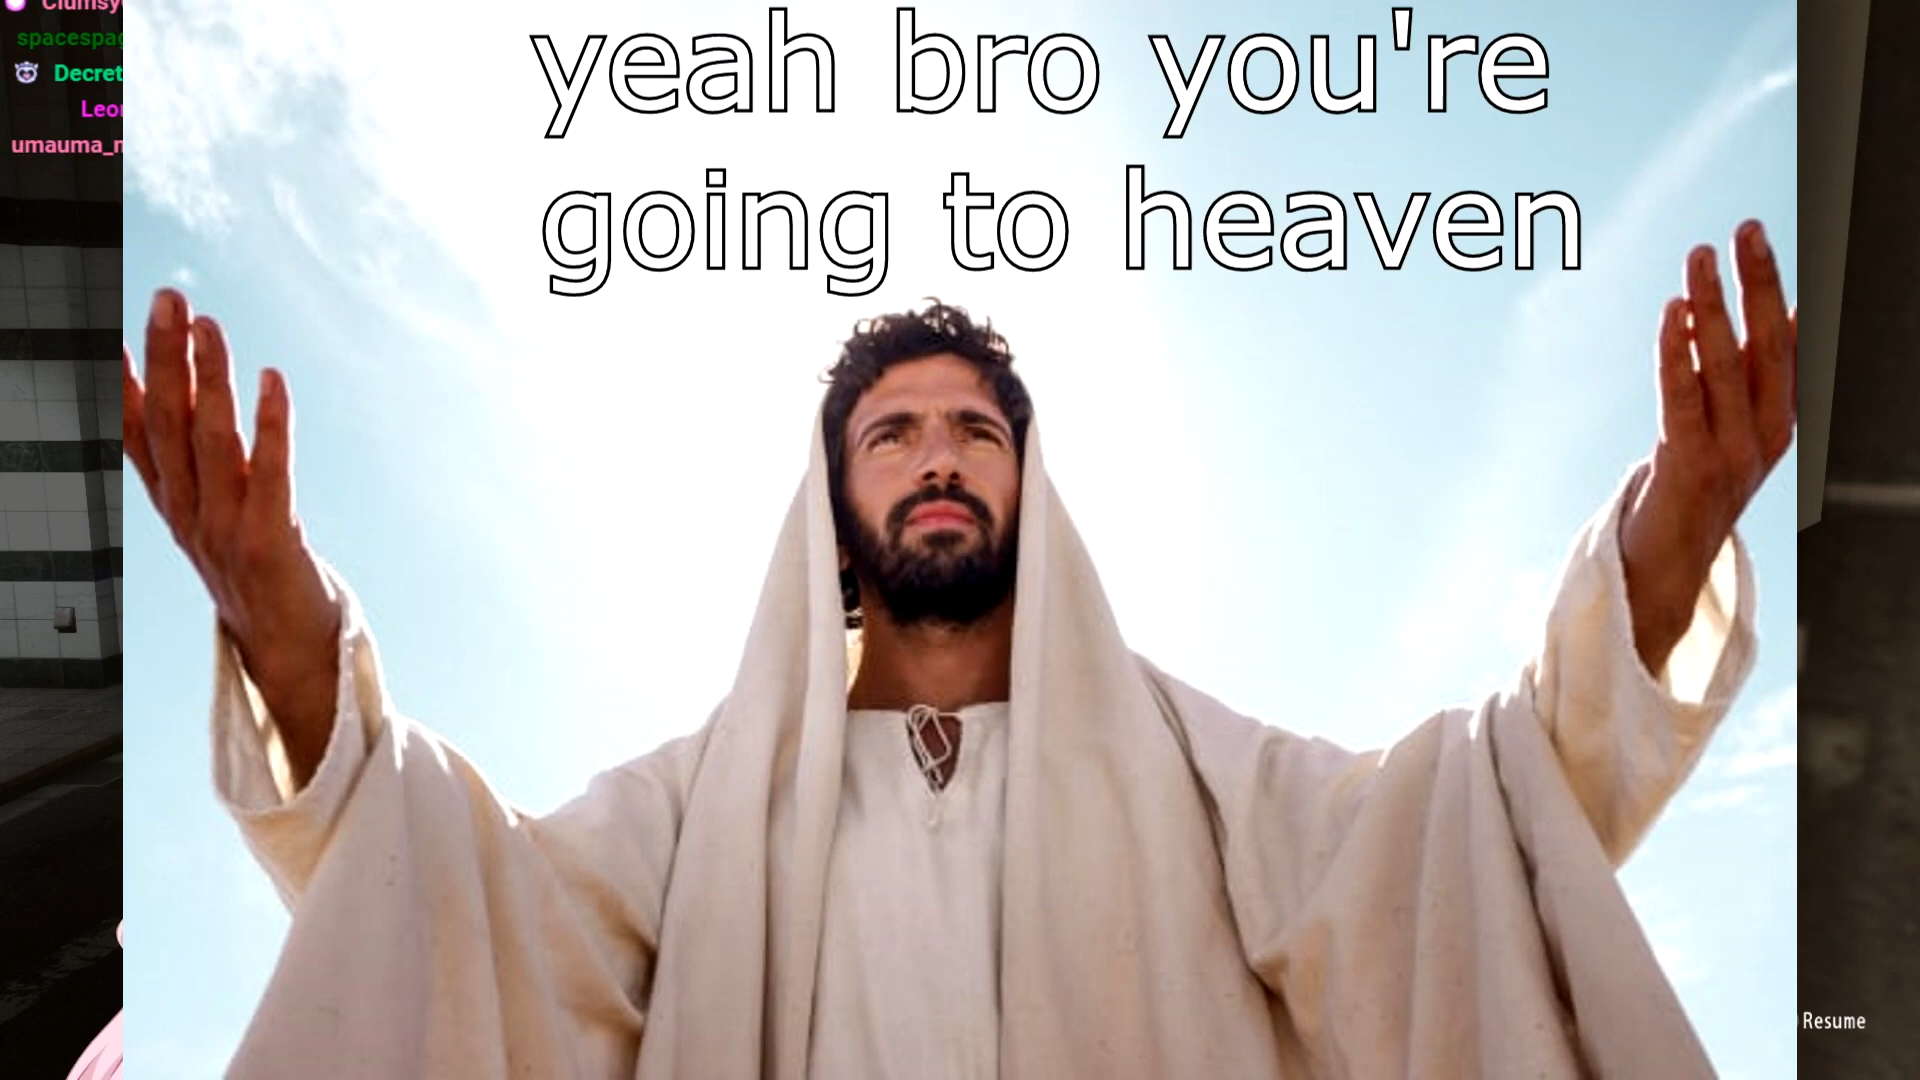 spacespa
Decret
Leo
umauma_
yeah bro you're
going to heaven
Resume